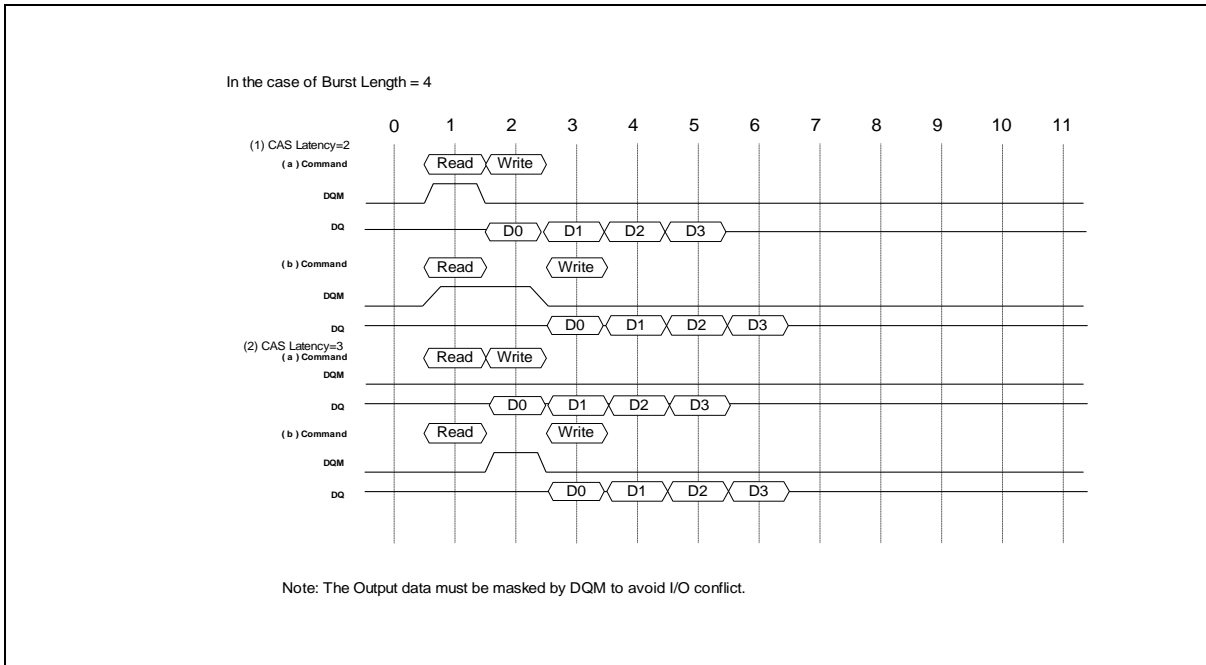 In the case of Burst Length = 4
0 1 2 3 4 5 6 7 8 9 10 11
(1) CAS Latency=2
( a ) Command Read Write
DQM
DQ D0 D1 D2 D3
( b ) Command Read Write
DQM
DQ D0 D1 D2 D3
(2) CAS Latency=3
( a ) Command Read Write
DQM
DQ D0 D1 D2 D3
( b ) Command Read Write
DQM
DQ D0 D1 D2 D3
Note: The Output data must be masked by DQM to avoid I/O conflict.